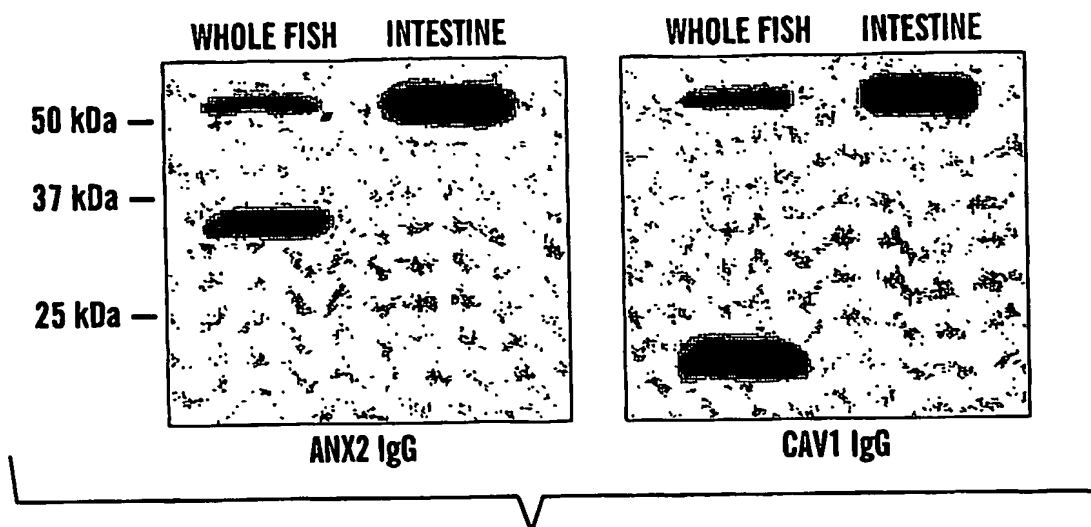 WHOLE FISH INTESTINE WHOLE FISH INTESTINE
50 kDa
37 kDa
25 kDa
ANX2 IgG CAV1 IgG